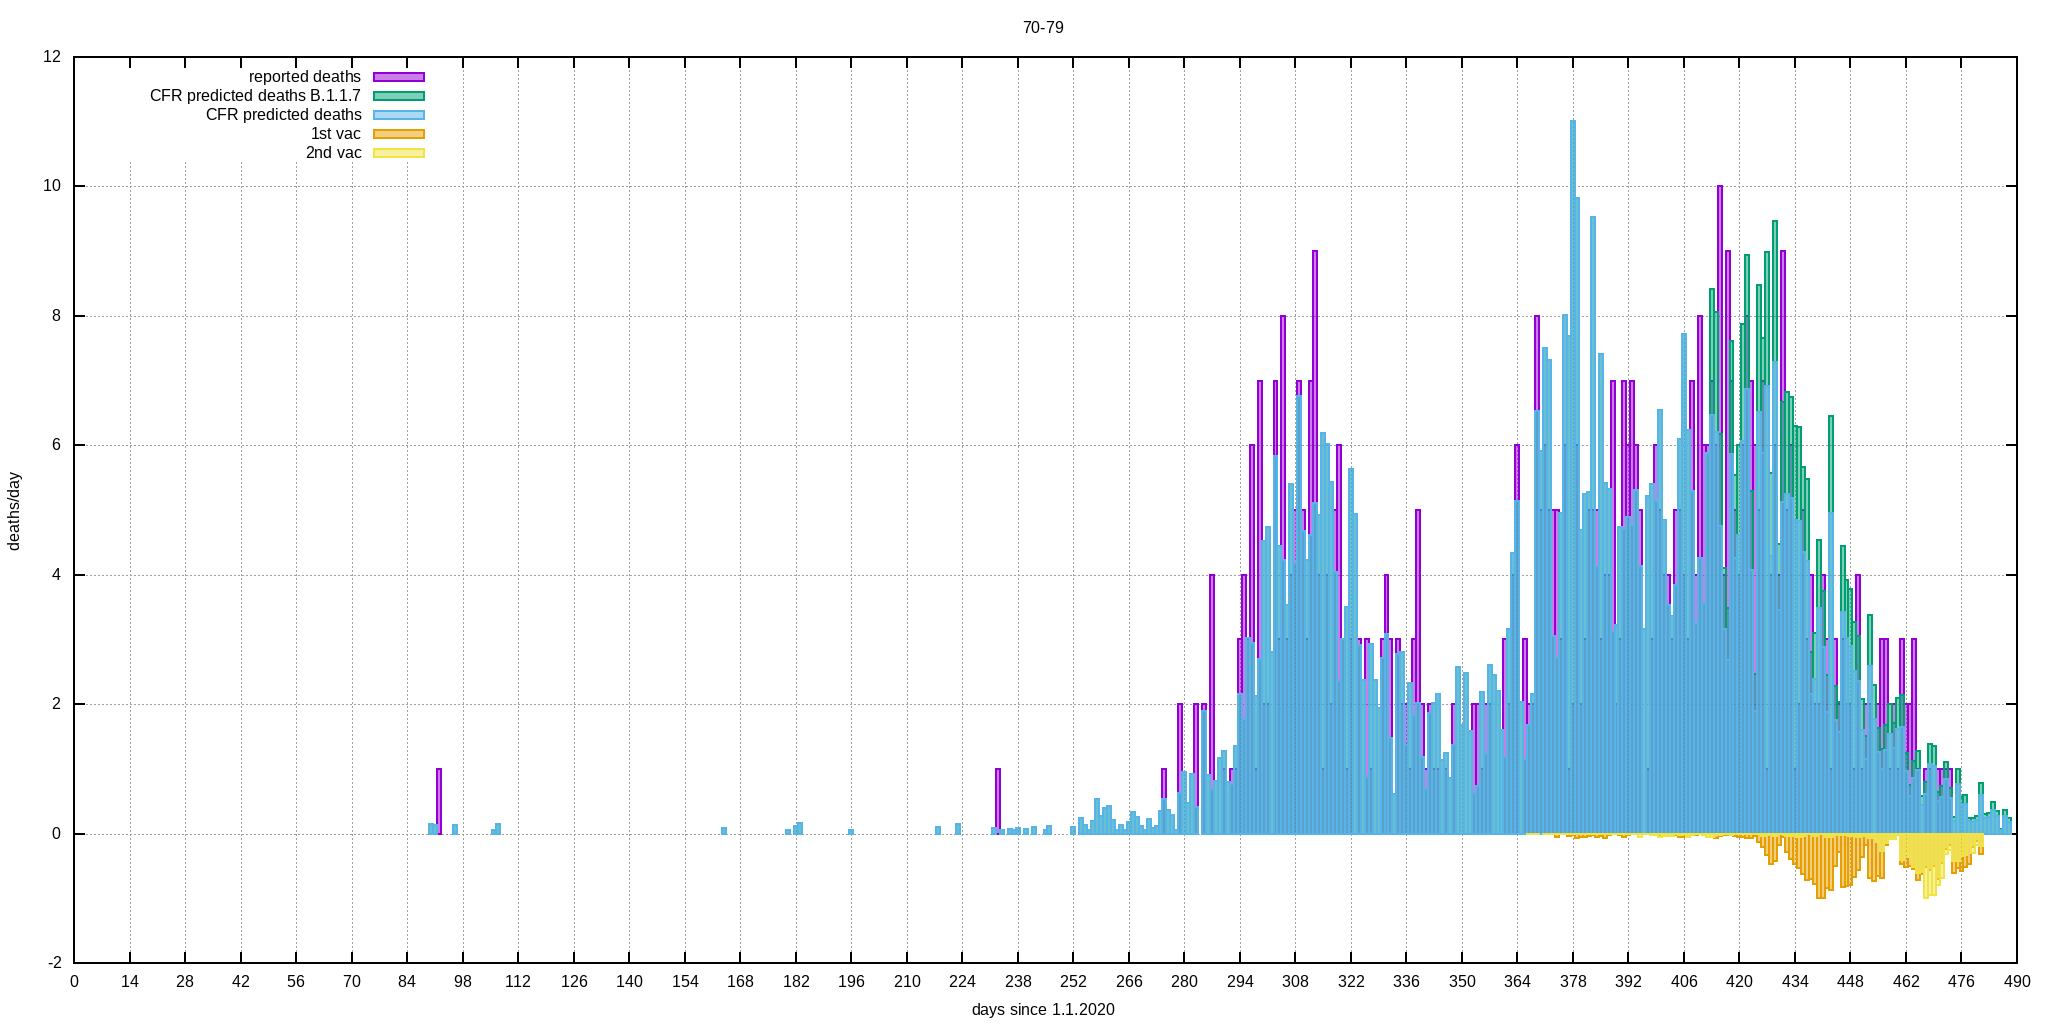 70-79
12
10
8
6
4
2
0
-2
deaths/day
reported deaths
CFR predicted deaths B.1.1.7
CFR predicted deaths
1st vac
2nd vac
0 14 28 42 56 70 84 98 112 126 140 154 168 182 196 210 224 238 252 266 280 294 308 322 336 350 364 378 392 406 420 434 448 462 476 490
days since 1.1.2020